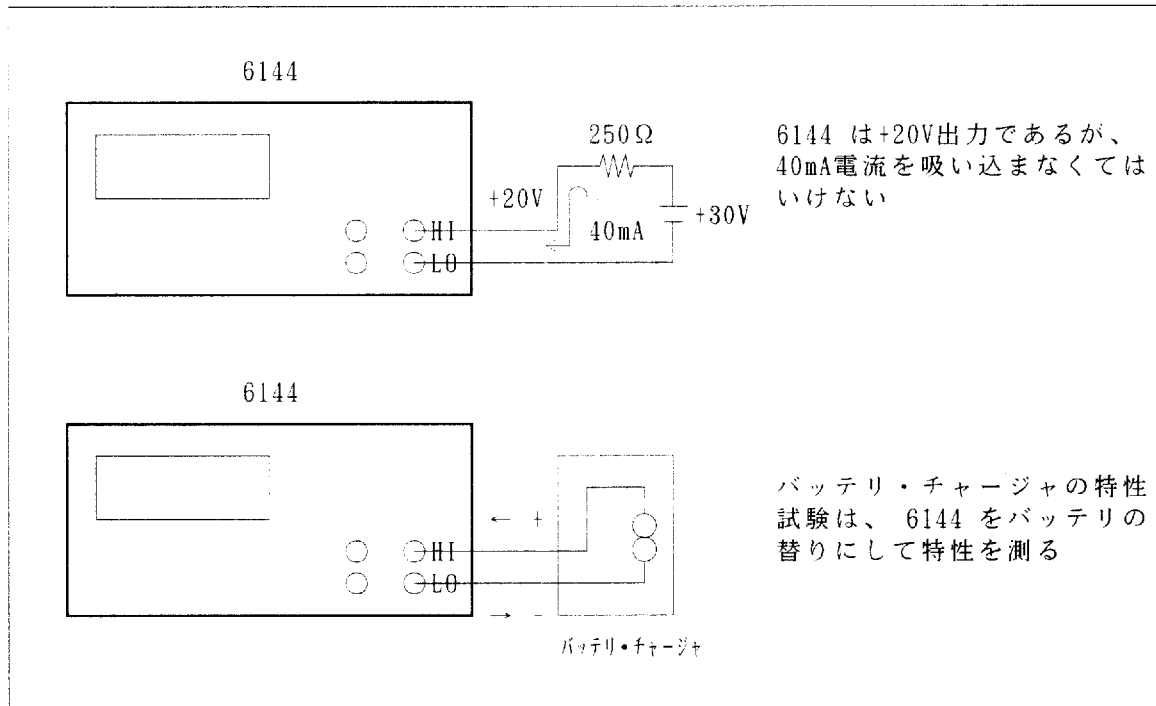 6144
250Ω
+20V
40mA
+30V
HI
LO
6144 は+20V出力であるが、
40mA電流を吸い込まなくては
いけない
6144
← +
HI
LO
→ -
バッテリ・チャージャ
バッテリ・チャージャの特性
試験は、 6144 をバッテリの
替りにして特性を測る